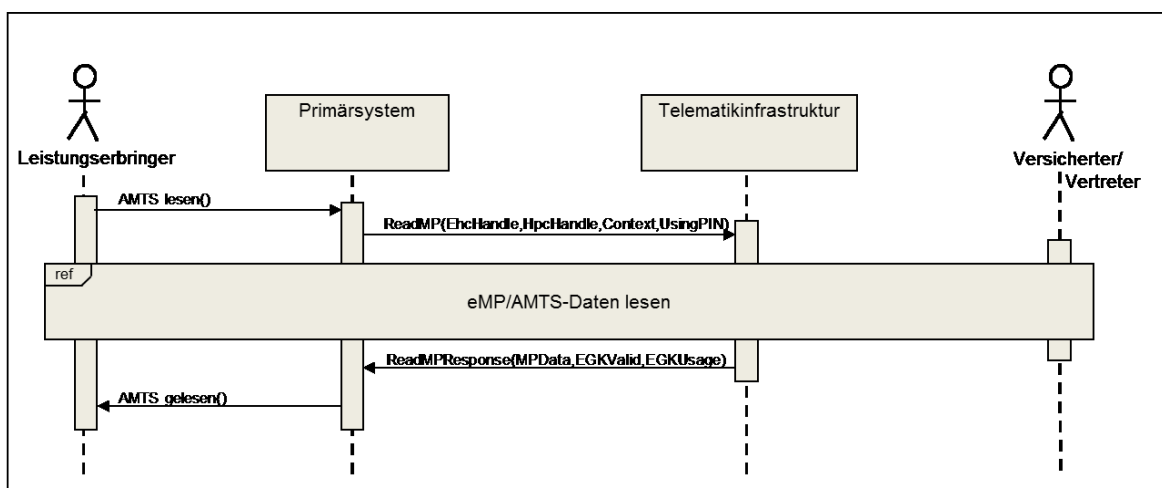 Primärsystem
Telematikinfrastruktur
Leistungserbringer
Versicherter/
Vertreter
AMTS lesen()
ReadMP(EhcHandle,HpcHandle,Context,UsingPIN)
ref
eMP/AMTS-Daten lesen
ReadMPResponse(MPData,EGKValid,EGKUsage)
AMTS gelesen()